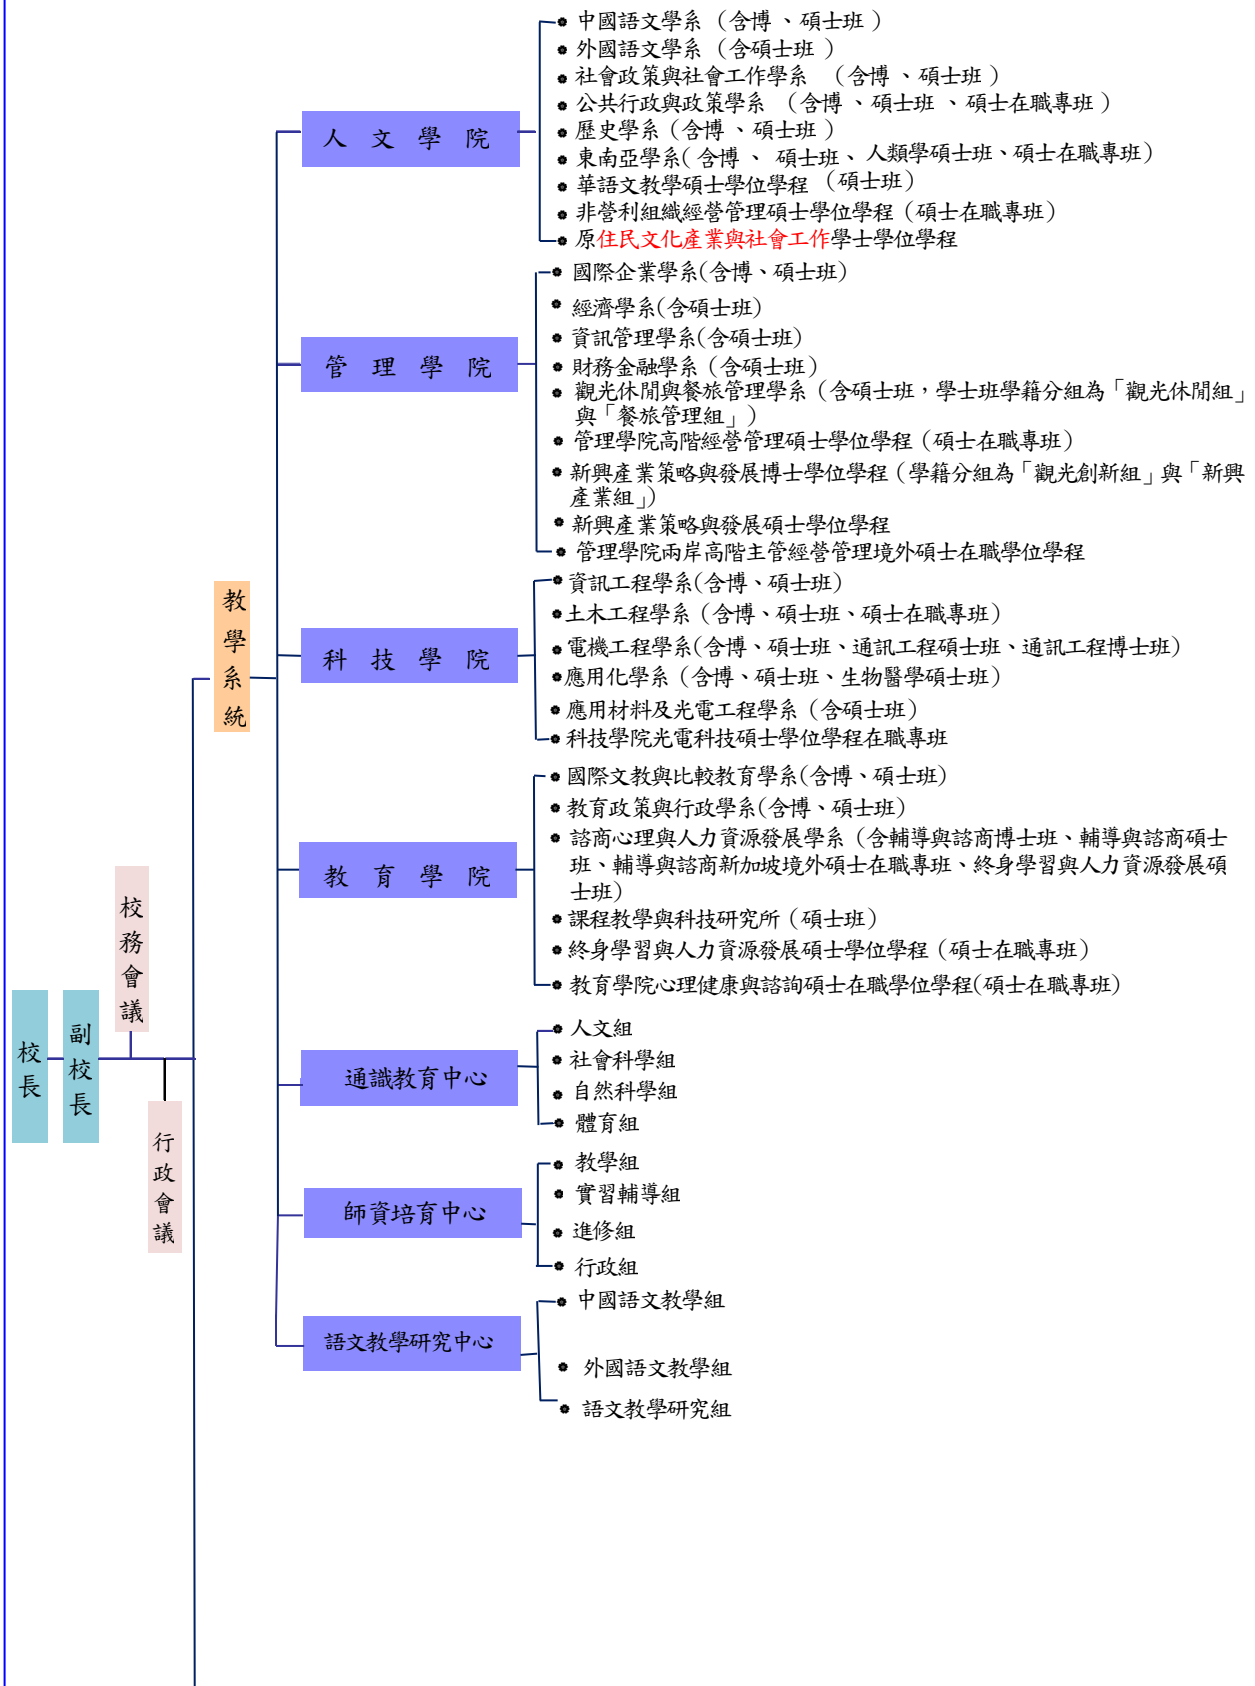 中國語文學系（含博、碩士班）
外國語文學系（含碩士班）
社會政策與社會工作學系（含博、碩士班）
公共行政與政策學系（含博、碩士班、碩士在職專班）
歷史學系（含博、碩士班）
東南亞學系(含博、碩士班、人類學碩士班、碩士在職專班)
華語文教學碩士學位學程（碩士班）
非營利組織經營管理碩士學位學程（碩士在職專班）
原住民文化產業與社會工作學士學位學程
人文學院
國際企業學系(含博、碩士班)
經濟學系(含碩士班)
資訊管理學系(含碩士班)
財務金融學系（含碩士班）
觀光休閒與餐旅管理學系（含碩士班，學士班學籍分組為「觀光休閒組」
與「餐旅管理組」）
管理學院高階經營管理碩士學位學程（碩士在職專班）
新興產業策略與發展博士學位學程（學籍分組為「觀光創新組」與「新興
產業組」）
新興產業策略與發展碩士學位學程
管理學院兩岸高階主管經營管理境外碩士在職學位學程
管理學院
資訊工程學系(含博、碩士班)
土木工程學系（含博、碩士班、碩士在職專班）
電機工程學系(含博、碩士班、通訊工程碩士班、通訊工程博士班)
應用化學系（含博、碩士班、生物醫學碩士班）
應用材料及光電工程學系（含碩士班）
科技學院光電科技碩士學位學程在職專班
科技學院
教學系統
國際文教與比較教育學系(含博、碩士班)
教育政策與行政學系(含博、碩士班)
諮商心理與人力資源發展學系（含輔導與諮商博士班、輔導與諮商碩士
班、輔導與諮商新加坡境外碩士在職專班、終身學習與人力資源發展碩
士班）
課程教學與科技研究所（碩士班）
終身學習與人力資源發展碩士學位學程（碩士在職專班）
教育學院心理健康與諮詢碩士在職學位學程(碩士在職專班)
教育學院
校務會議
校長
副校長
行政會議
人文組
社會科學組
自然科學組
體育組
通識教育中心
教學組
實習輔導組
進修組
行政組
師資培育中心
中國語文教學組
外國語文教學組
語文教學研究組
語文教學研究中心